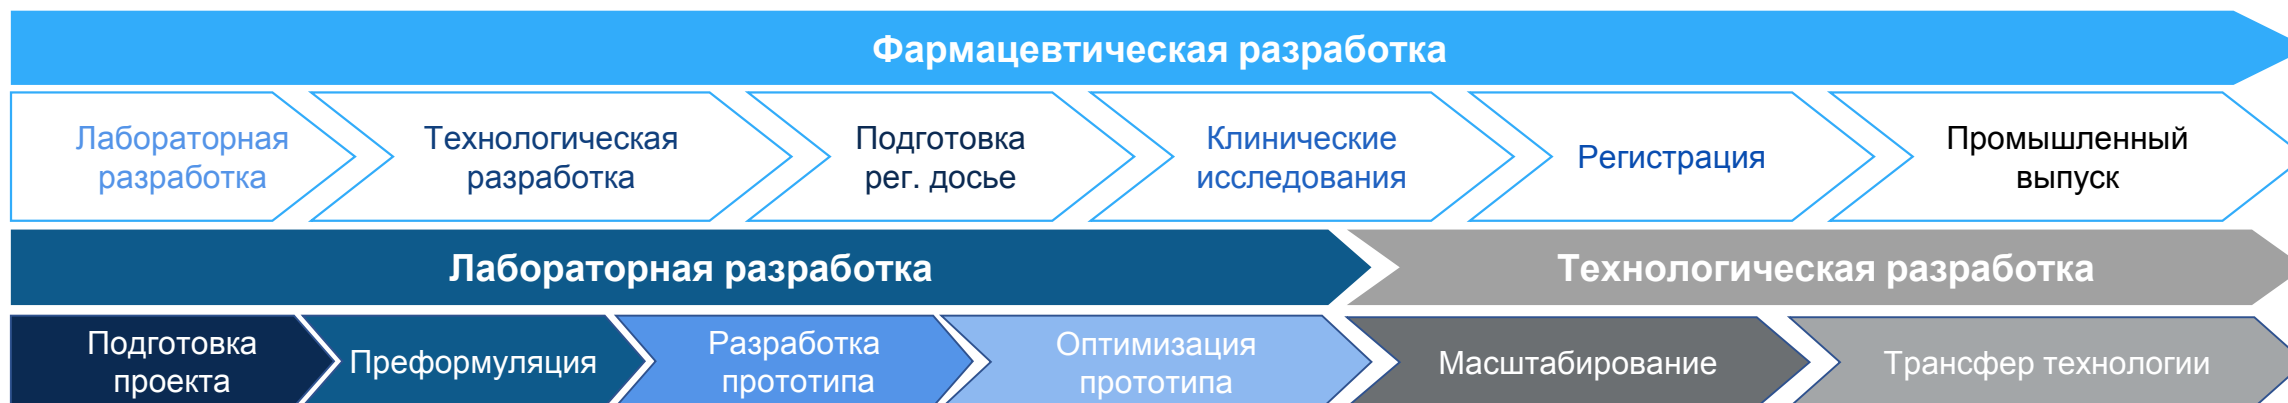 Фармацевтическая разработка
Лабораторная
разработка
Технологическая
разработка
Подготовка
рег. досье
Клинические
исследования
Регистрация
Промышленный
выпуск
Лабораторная разработка
Технологическая разработка
Подготовка
проекта
Преформуляция
Разработка
прототипа
Оптимизация
прототипа
Масштабирование
Трансфер технологии